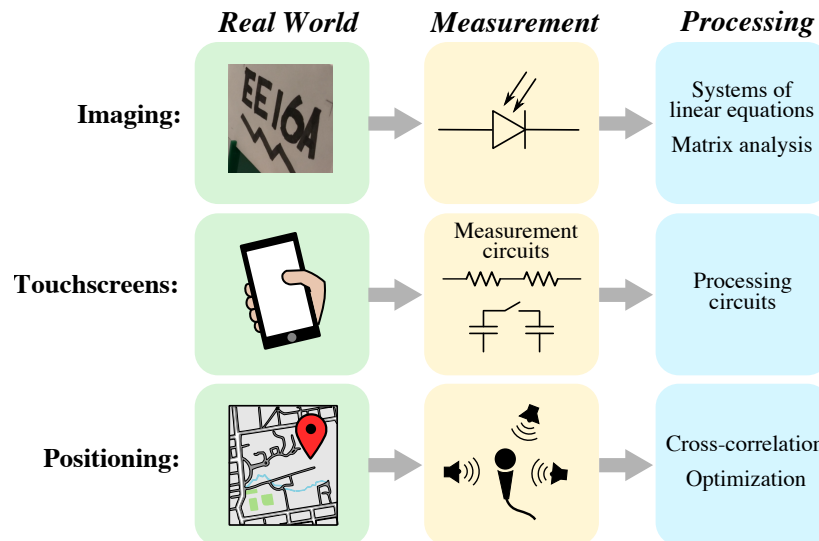 Real World
Measurement
Processing
Imaging:
EE16A
Systems of
linear equations
Matrix analysis
Touchscreens:
Measurement
circuits
Processing
circuits
Positioning:
Cross-correlation
Optimization